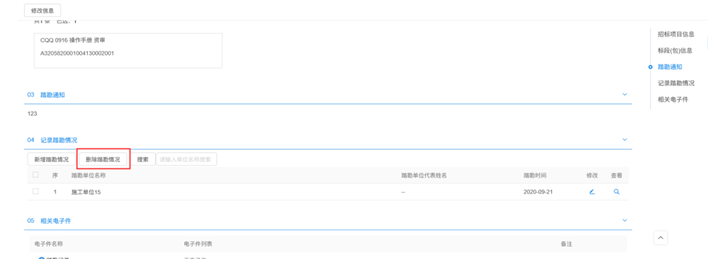 修改信息
CQQ 0916 操作手册 资审
A3205820001004130002001
招标项目信息
标段(包)信息
踏勘通知
记录踏勘情况
相关电子件
03 踏勘通知
123
04 记录踏勘情况
新增踏勘情况 删除踏勘情况 搜索 请输入单位名称搜索
序 踏勘单位名称 踏勘单位代表姓名 踏勘时间 修改 查看
1 施工单位15 -- 2020-09-21
05 相关电子件
电子件名称 电子件列表 备注